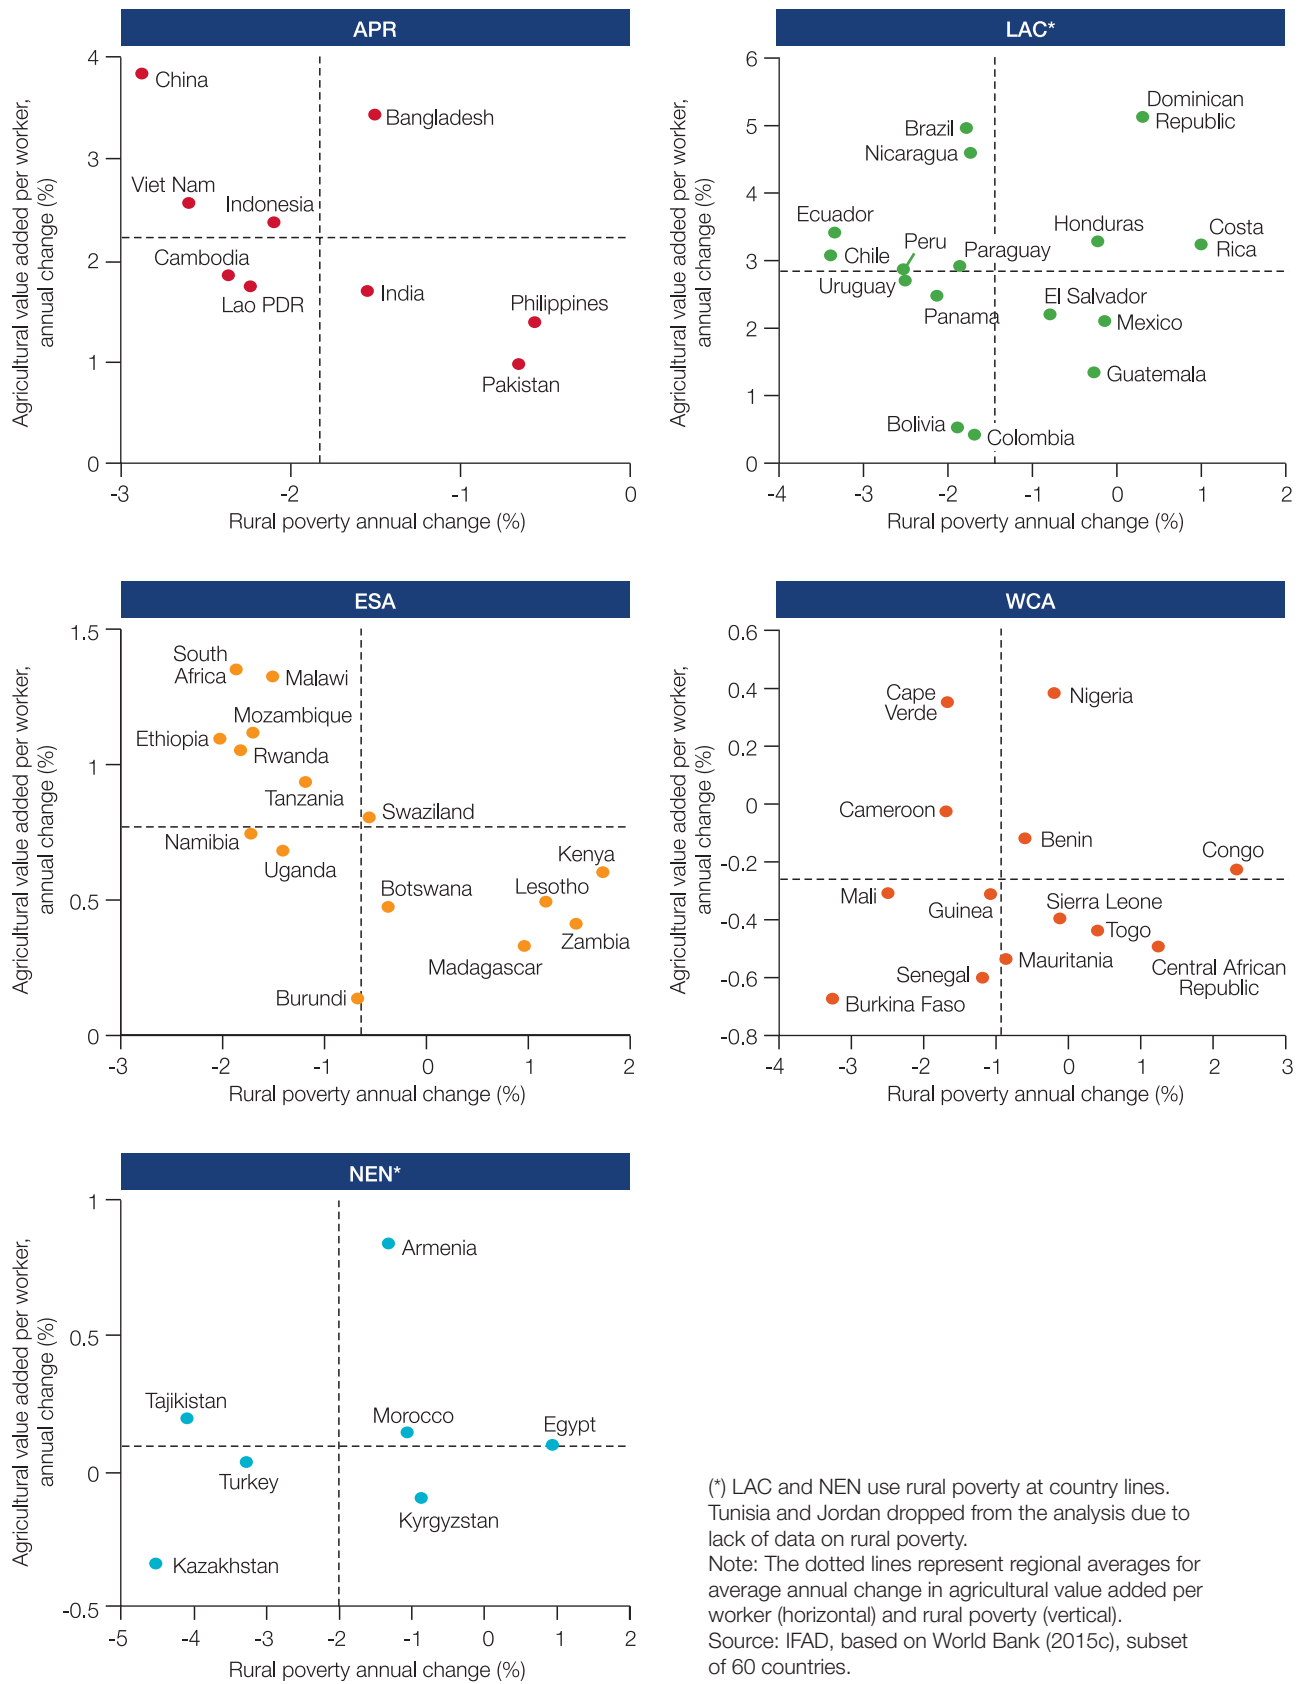 APR
Agricultural value added per worker,
annual change (%)
4
3
2
1
0
China
Bangladesh
Viet Nam
Indonesia
Cambodia
Lao PDR
India
Philippines
Pakistan
-3
-2
-1
0
Rural poverty annual change (%)
LAC*
Agricultural value added per worker,
annual change (%)
6
5
4
3
2
1
0
Dominican
Republic
Brazil
Nicaragua
Ecuador
Chile
Peru
Paraguay
Honduras
Costa
Rica
Uruguay
Panama
El Salvador
Mexico
Guatemala
Bolivia
Colombia
-4
-3
-2
-1
0
1
2
Rural poverty annual change (%)
ESA
Agricultural value added per worker,
annual change (%)
1.5
1
0.5
0
South
Africa
Malawi
Mozambique
Ethiopia
Rwanda
Tanzania
Swaziland
Namibia
Uganda
Kenya
Botswana
Lesotho
Zambia
Madagascar
Burundi
-3
-2
-1
0
1
2
Rural poverty annual change (%)
WCA
Agricultural value added per worker,
annual change (%)
0.6
0.4
0.2
0
-0.2
-0.4
-0.6
-0.8
Cape
Verde
Nigeria
Cameroon
Benin
Congo
Mali
Guinea
Sierra Leone
Togo
Mauritania
Central African
Republic
Senegal
Burkina Faso
-4
-3
-2
-1
0
1
2
3
Rural poverty annual change (%)
NEN*
Agricultural value added per worker,
annual change (%)
1
0.5
0
-0.5
Armenia
Tajikistan
Morocco
Egypt
Turkey
Kyrgyzstan
Kazakhstan
-5
-4
-3
-2
-1
0
1
2
Rural poverty annual change (%)
(*) LAC and NEN use rural poverty at country lines.
Tunisia and Jordan dropped from the analysis due to
lack of data on rural poverty.
Note: The dotted lines represent regional averages for
average annual change in agricultural value added per
worker (horizontal) and rural poverty (vertical).
Source: IFAD, based on World Bank (2015c), subset
of 60 countries.